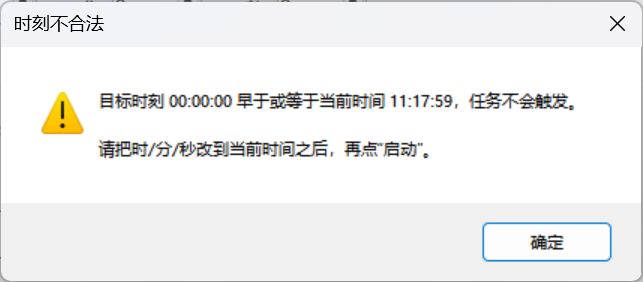 时刻不合法
目标时刻 00:00:00 早于或等于当前时间 11:17:59，任务不会触发。
请把时/分/秒改到当前时间之后，再点"启动"。
确定